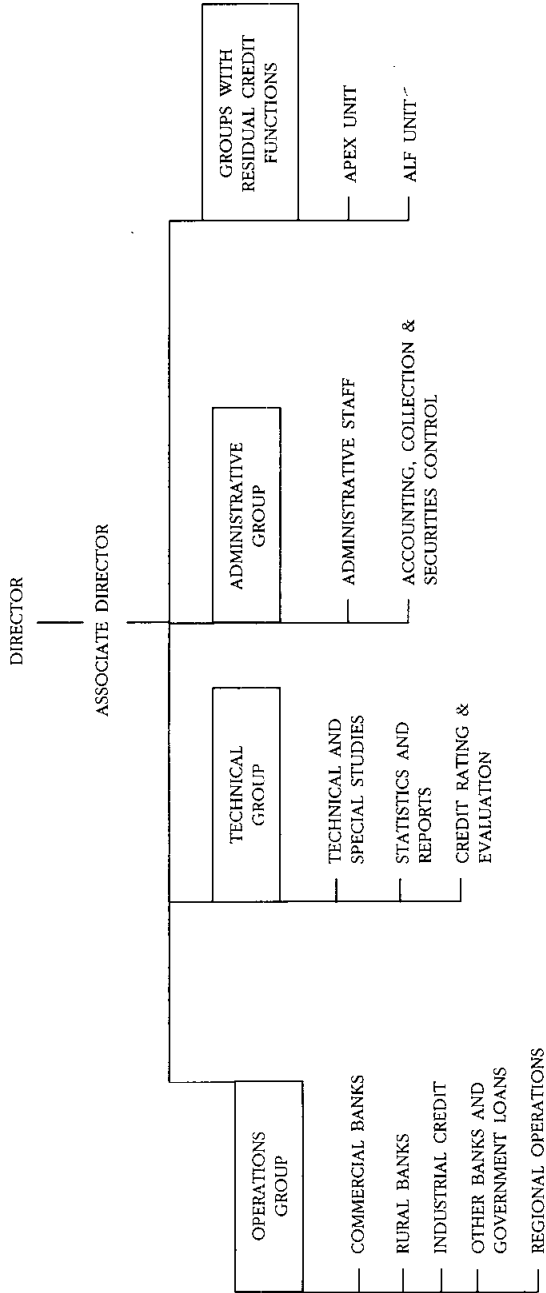 DIRECTOR
ASSOCIATE DIRECTOR
OPERATIONS
GROUP
COMMERCIAL BANKS
RURAL BANKS
INDUSTRIAL CREDIT
OTHER BANKS AND
GOVERNMENT LOANS
REGIONAL OPERATIONS
TECHNICAL
GROUP
TECHNICAL AND
SPECIAL STUDIES
STATISTICS AND
REPORTS
CREDIT RATING &
EVALUATION
ADMINISTRATIVE
GROUP
ADMINISTRATIVE STAFF
ACCOUNTING, COLLECTION &
SECURITIES CONTROL
GROUPS WITH
RESIDUAL CREDIT
FUNCTIONS
APEX UNIT
ALF UNIT